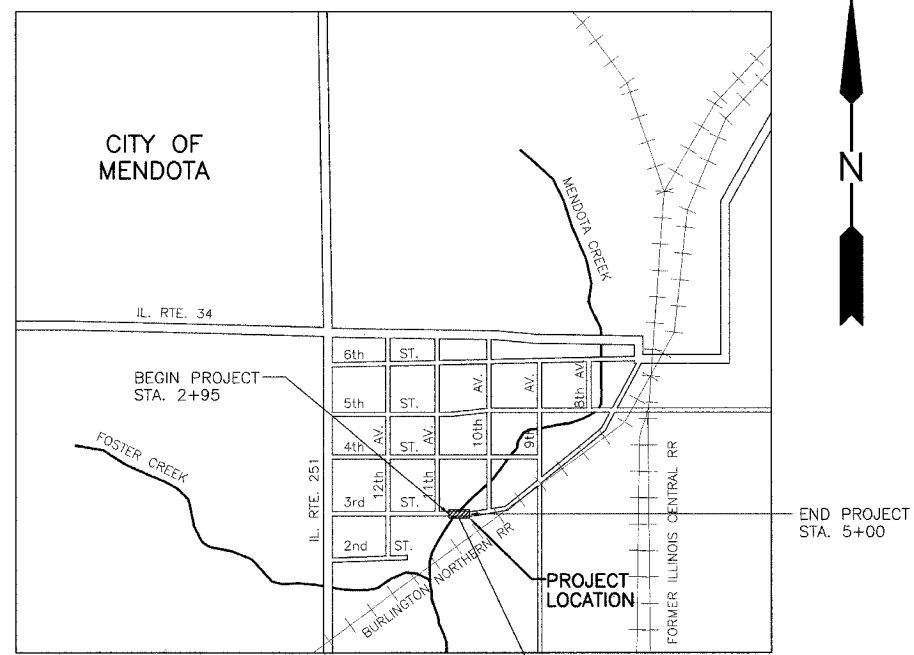 CITY OF
MENDOTA
N
MENDOTA CREEK
IL. RTE. 34
6th ST.
BEGIN PROJECT
STA. 2+95
5th ST.
AV.
AV.
8th AV.
FOSTER CREEK
4th ST.
12th AV.
11th AV.
10th
9th
IL. RTE. 251
3rd ST.
FORMER ILLINOIS CENTRAL RR
END PROJECT
STA. 5+00
2nd ST.
BURLINGTON NORTHERN RR
PROJECT
LOCATION